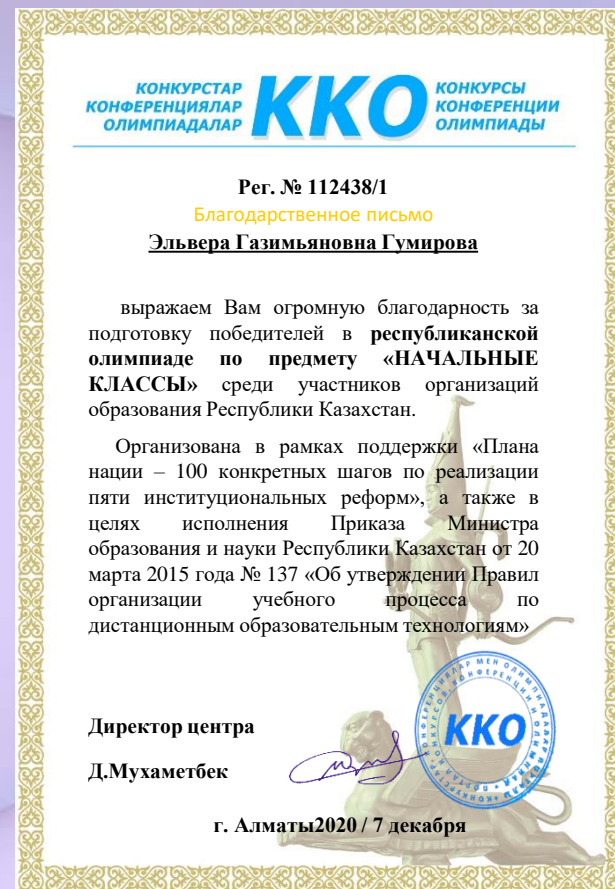 КОНКУРСТАР
КОНФЕРЕНЦИЯЛАР
ОЛИМПИАДАЛАР
ККО
КОНКУРСЫ
КОНФЕРЕНЦИИ
ОЛИМПИАДЫ
Рег. № 112438/1
Благодарственное письмо
Эльвера Газимьяновна Гумирова
выражаем Вам огромную благодарность за
подготовку победителей в республиканской
олимпиаде по предмету «НАЧАЛЬНЫЕ
КЛАССЫ» среди участников организаций
образования Республики Казахстан.
Организована в рамках поддержки «Плана
нации – 100 конкретных шагов по реализации
пяти институциональных реформ», а также в
целях исполнения Приказа Министра
образования и науки Республики Казахстан от 20
марта 2015 года № 137 «Об утверждении Правил
организации учебного процесса по
дистанционным образовательным технологиям»
Директор центра
Д.Мухаметбек
ККО
г. Алматы2020 / 7 декабря